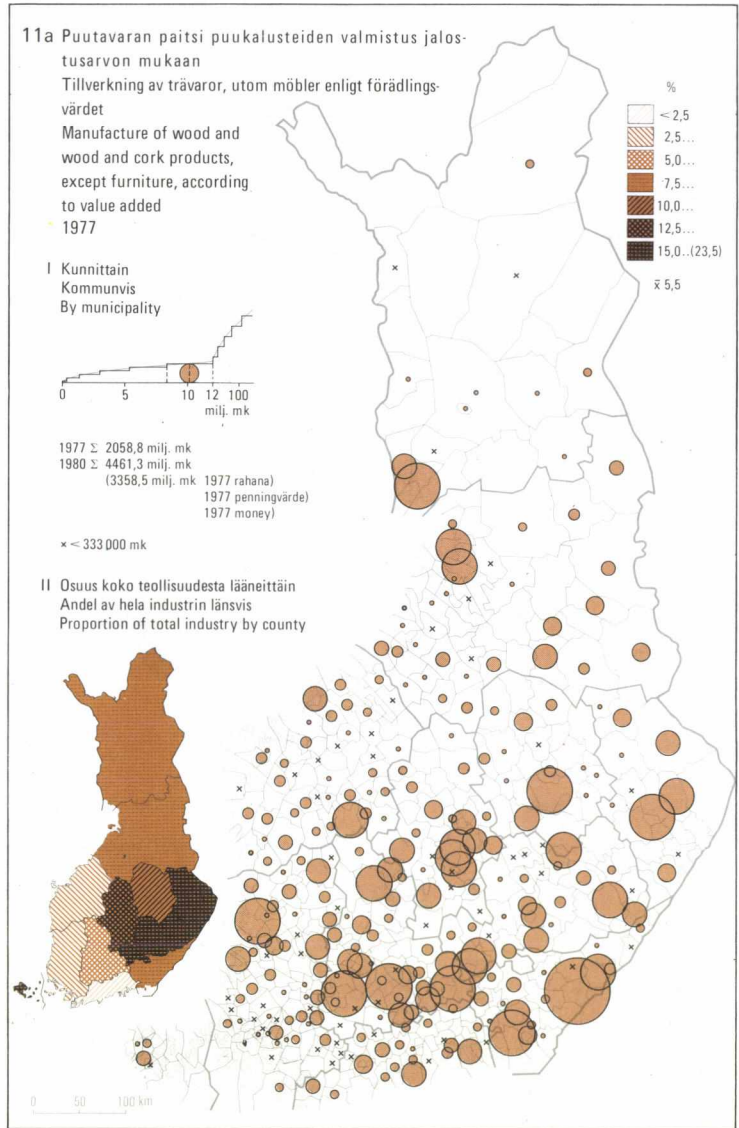 11a Puutavaran paitsi puukalusteiden valmistus jalos-
tusarvon mukaan
Tillverkning av trävaror, utom möbler enligt förädlings-
värdet
Manufacture of wood and
wood and cork products,
except furniture, according
to value added
1977
%
< 2,5
2,5...
5,0...
7,5...
10,0...
12,5...
15,0..(23,5)
x̄ 5,5
I Kunnittain
Kommunvis
By municipality
0 5 10 12 100
milj. mk
1977 Σ 2058,8 milj. mk
1980 Σ 4461,3 milj. mk
(3358,5 milj. mk 1977 rahana)
1977 penningvärde)
1977 money)
× < 333000 mk
II Osuus koko teollisuudesta lääneittäin
Andel av hela industrin länsvis
Proportion of total industry by county
0 50 100 km